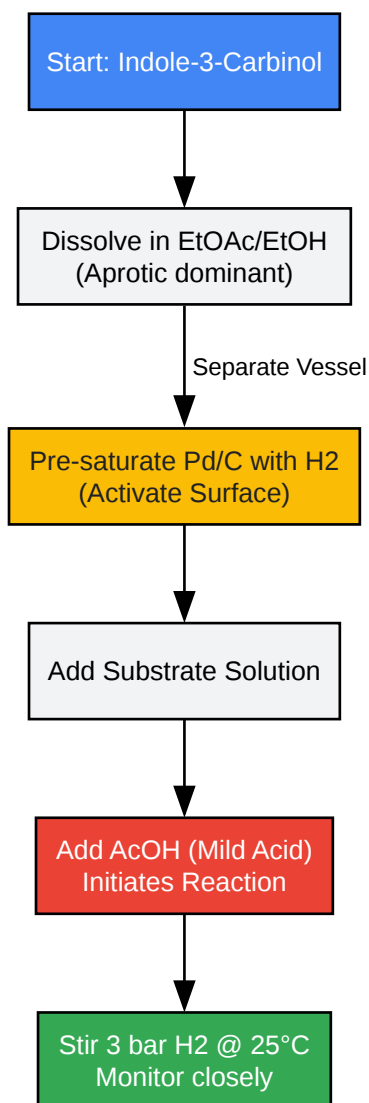 Start: Indole-3-Carbinol
Dissolve in EtOAc/EtOH
(Aprotic dominant)
Separate Vessel
Pre-saturate Pd/C with H2
(Activate Surface)
Add Substrate Solution
Add AcOH (Mild Acid)
Initiates Reaction
Stir 3 bar H2 @ 25°C
Monitor closely